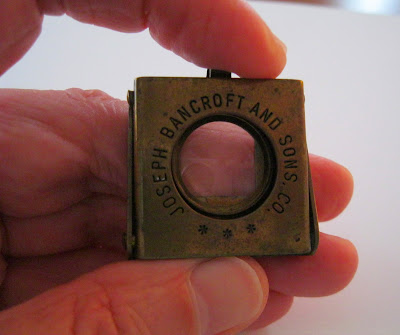 JOSEPH BANCROFT AND SONS. CO.
* * *